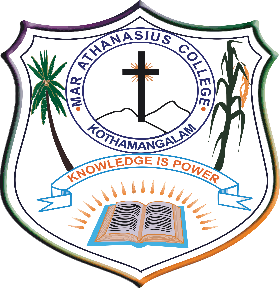 MAR ATHANASIUS COLLEGE
KOTHAMANGALAM
KNOWLEDGE IS POWER